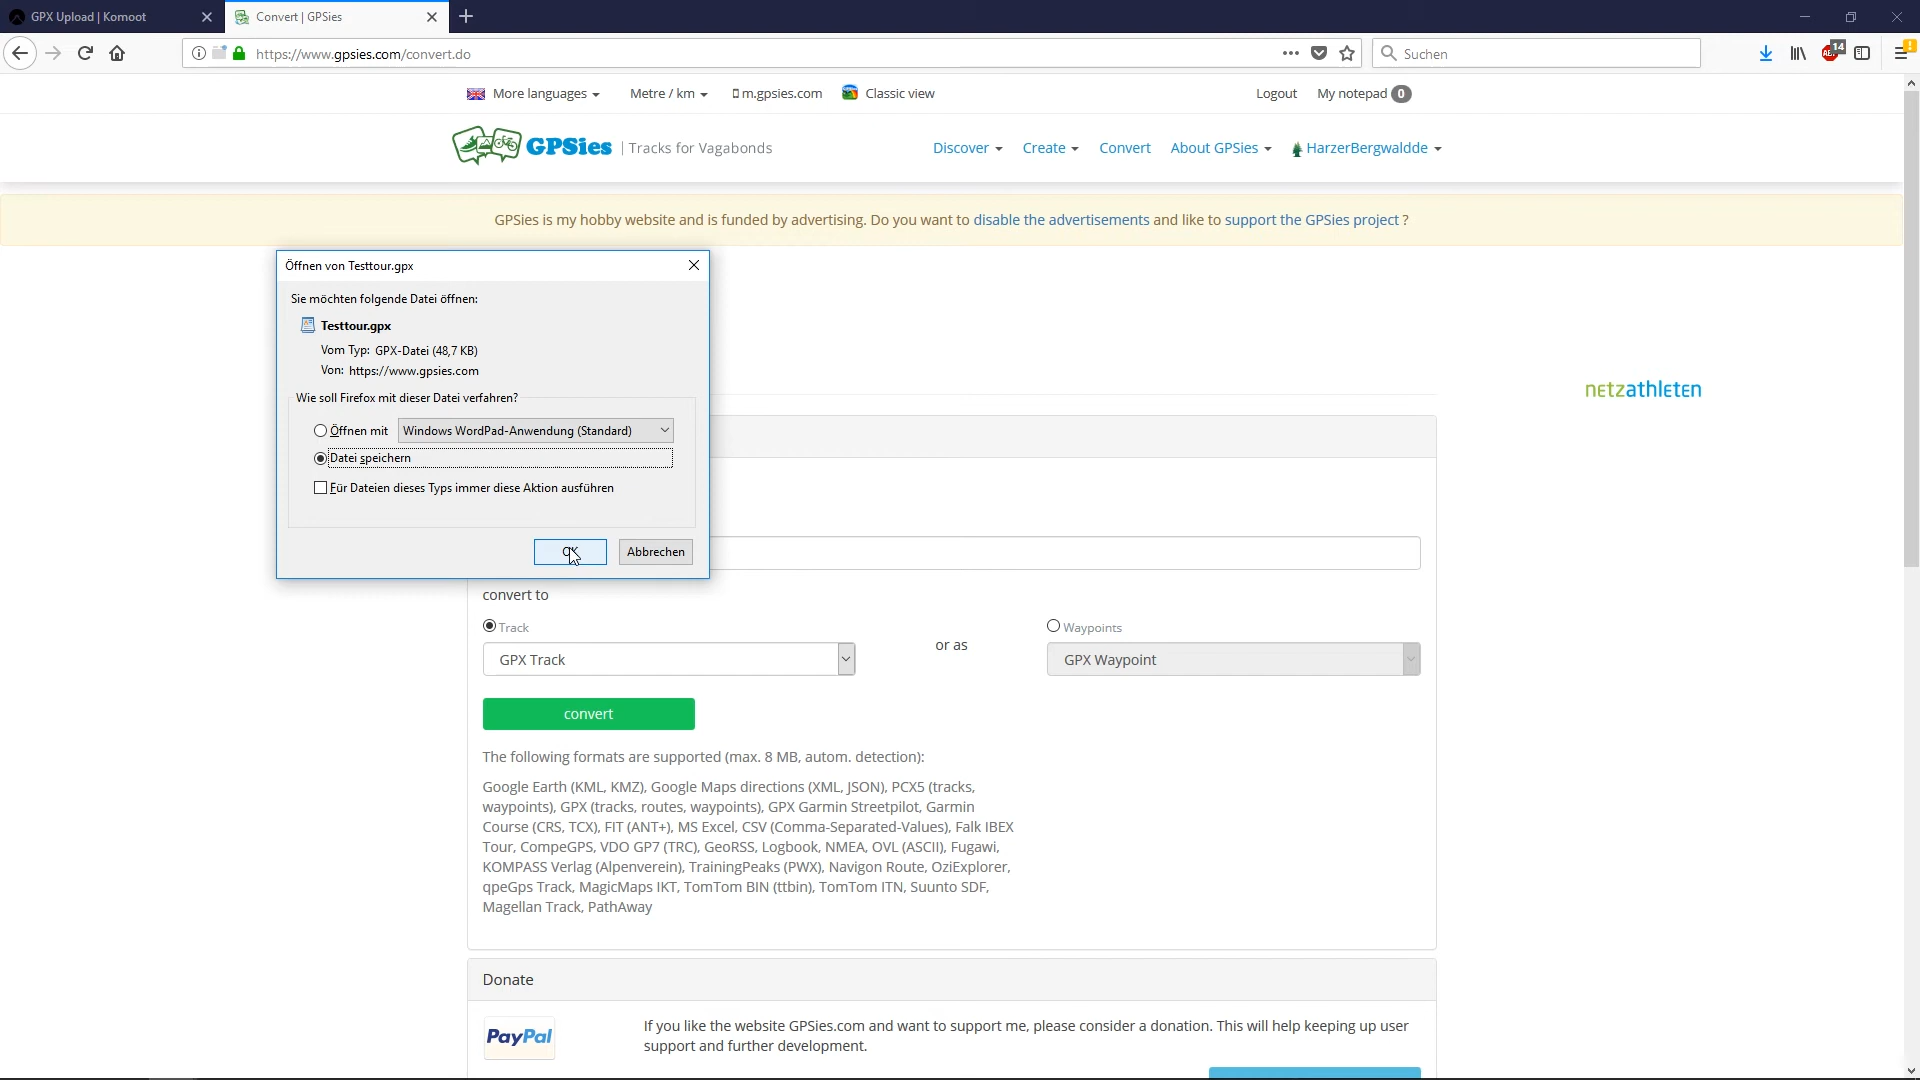 GPX Upload | Komoot
Convert | GPSies
https://www.gpsies.com/convert.do
Suchen
14
More languages
Metre / km
m.gpsies.com
Classic view
Logout
My notepad 0
GPSies | Tracks for Vagabonds
Discover
Create
Convert
About GPSies
HarzerBergwaldde
GPSies is my hobby website and is funded by advertising. Do you want to disable the advertisements and like to support the GPSies project ?
Öffnen von Testtour.gpx
Sie möchten folgende Datei öffnen:
Testtour.gpx
Vom Typ: GPX-Datei (48,7 KB)
Von: https://www.gpsies.com
Wie soll Firefox mit dieser Datei verfahren?
Öffnen mit Windows WordPad-Anwendung (Standard)
Datei speichern
Für Dateien dieses Typs immer diese Aktion ausführen
OK
Abbrechen
netzathleten
convert to
Track
or as
Waypoints
GPX Track
GPX Waypoint
convert
The following formats are supported (max. 8 MB, autom. detection):
Google Earth (KML, KMZ), Google Maps directions (XML, JSON), PCX5 (tracks,
waypoints), GPX (tracks, routes, waypoints), GPX Garmin Streetpilot, Garmin
Course (CRS, TCX), FIT (ANT+), MS Excel, CSV (Comma-Separated-Values), Falk IBEX
Tour, CompeGPS, VDO GP7 (TRC), GeoRSS, Logbook, NMEA, OVL (ASCII), Fugawi,
KOMPASS Verlag (Alpenverein), TrainingPeaks (PWX), Navigon Route, OziExplorer,
qpeGps Track, MagicMaps IKT, TomTom BIN (ttbin), TomTom ITN, Suunto SDF,
Magellan Track, PathAway
Donate
PayPal
If you like the website GPSies.com and want to support me, please consider a donation. This will help keeping up user
support and further development.